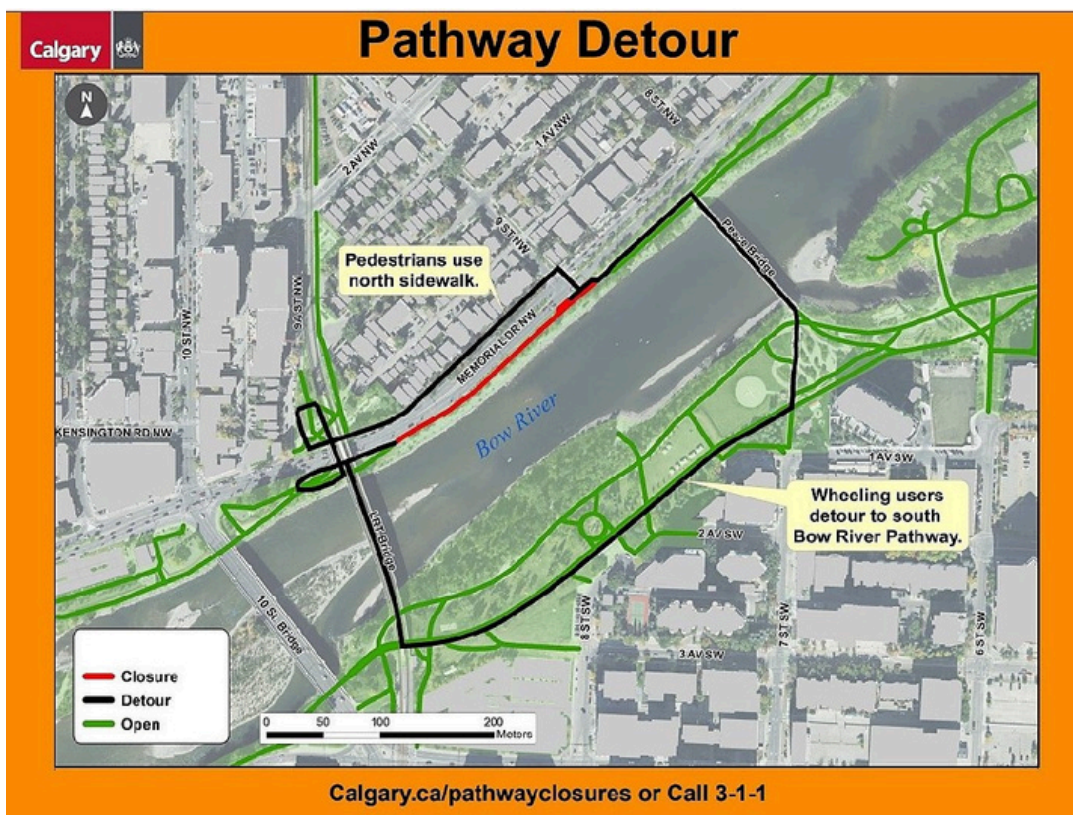 Calgary
Pathway Detour
N
8 ST NW
1 AV NW
2 AV NW
9 ST NW
Pedestrians use
north sidewalk.
Peace Bridge
9A ST NW
10 ST NW
MEMORIAL DR NW
KENSINGTON RD NW
Bow River
1 AV SW
Wheeling users
detour to south
Bow River Pathway.
LRT Bridge
2 AV SW
10 St. Bridge
8 ST SW
7 ST SW
6 ST SW
3 AV SW
Closure
Detour
Open
0 50 100 200
Meters
Calgary.ca/pathwayclosures or Call 3-1-1